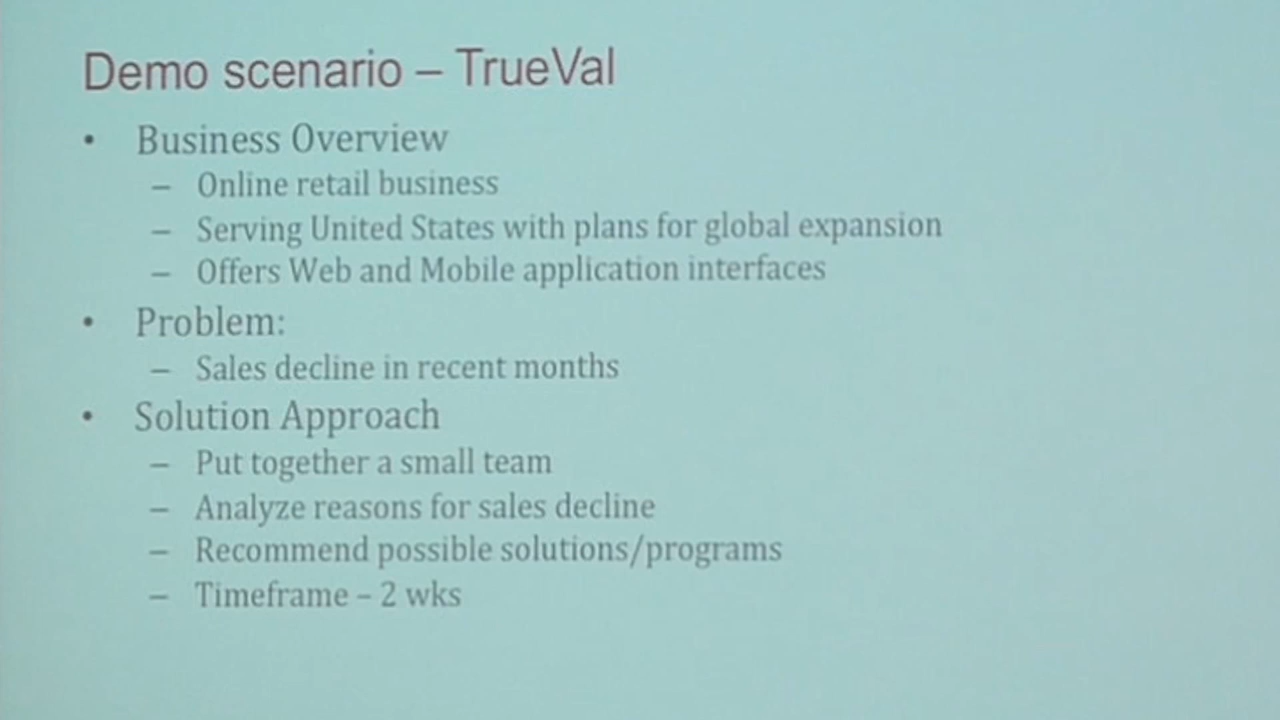 Demo scenario – TrueVal
• Business Overview
– Online retail business
– Serving United States with plans for global expansion
– Offers Web and Mobile application interfaces
• Problem:
– Sales decline in recent months
• Solution Approach
– Put together a small team
– Analyze reasons for sales decline
– Recommend possible solutions/programs
– Timeframe – 2 wks